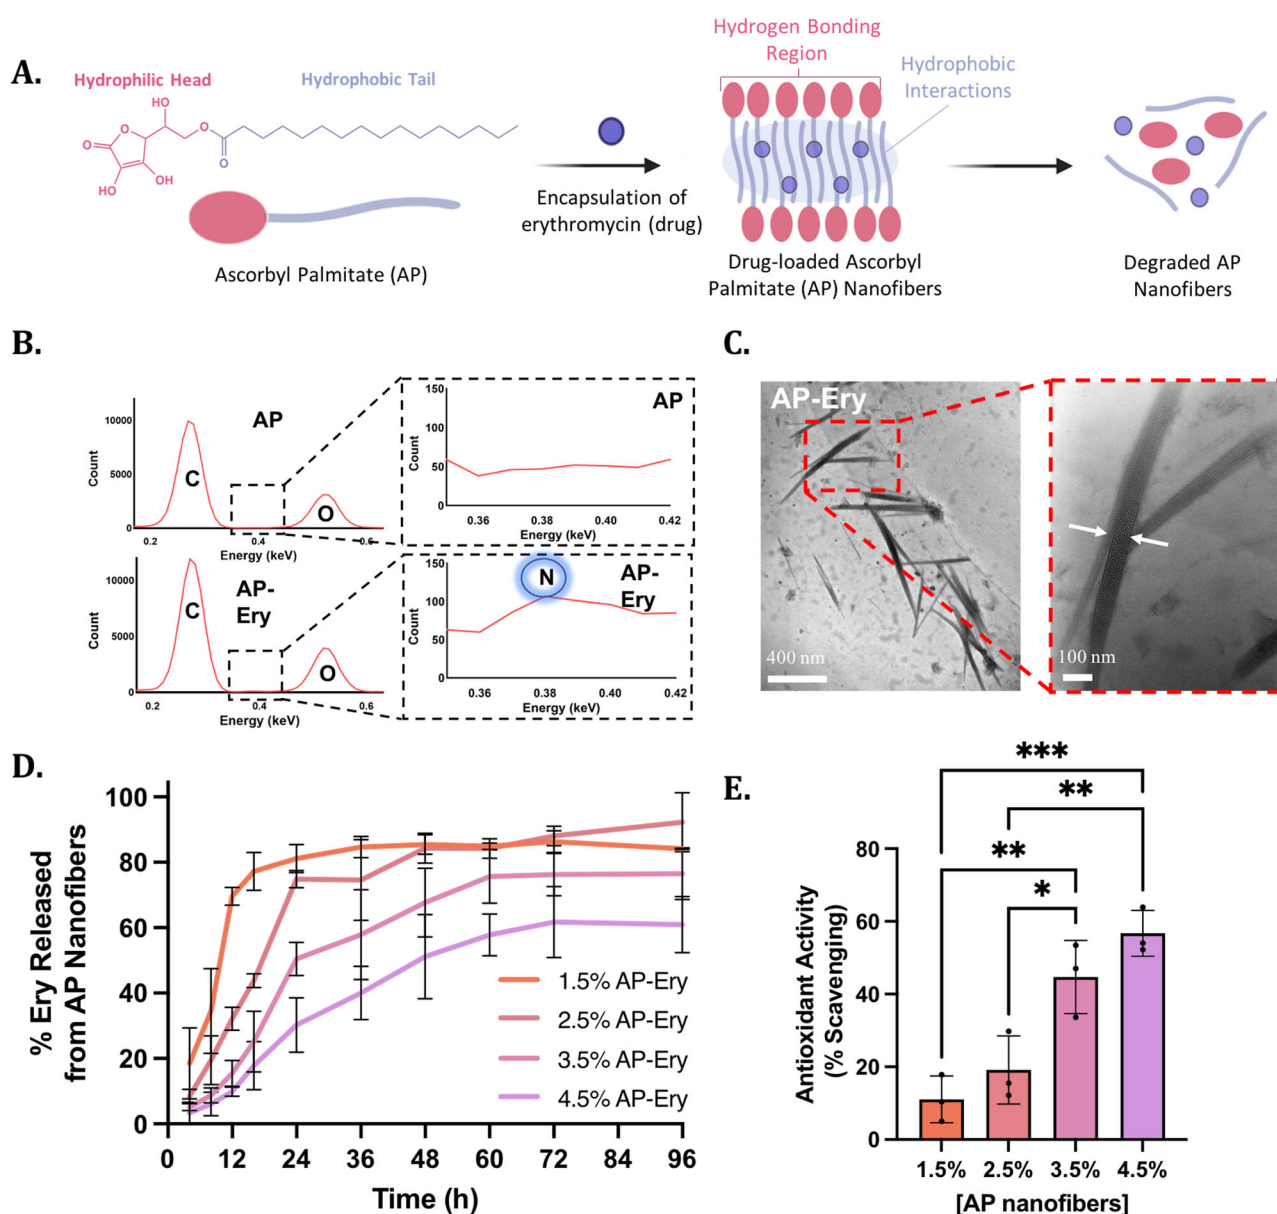 A.
Hydrophilic Head
Hydrophobic Tail
HO
O
O
O
O
HO
OH
Ascorbyl Palmitate (AP)
Encapsulation of
erythromycin (drug)
Hydrogen Bonding
Region
Hydrophobic
Interactions
Drug-loaded Ascorbyl
Palmitate (AP) Nanofibers
Degraded AP
Nanofibers
B.
10000
5000
0
Count
AP
C
O
0.2
0.4
0.6
Energy (keV)
150
100
50
0
Count
AP
0.36
0.38
0.40
0.42
Energy (keV)
10000
5000
0
Count
AP-
Ery
C
O
0.2
0.4
0.6
Energy (keV)
150
100
50
0
Count
N
AP-
Ery
0.36
0.38
0.40
0.42
Energy (keV)
C.
AP-Ery
400 nm
100 nm
D.
% Ery Released
from AP Nanofibers
100
80
60
40
20
0
0 12 24 36 48 60 72 84 96
Time (h)
1.5% AP-Ery
2.5% AP-Ery
3.5% AP-Ery
4.5% AP-Ery
E.
***
**
**
*
Antioxidant Activity
(% Scavenging)
80
60
40
20
0
1.5% 2.5% 3.5% 4.5%
[AP nanofibers]